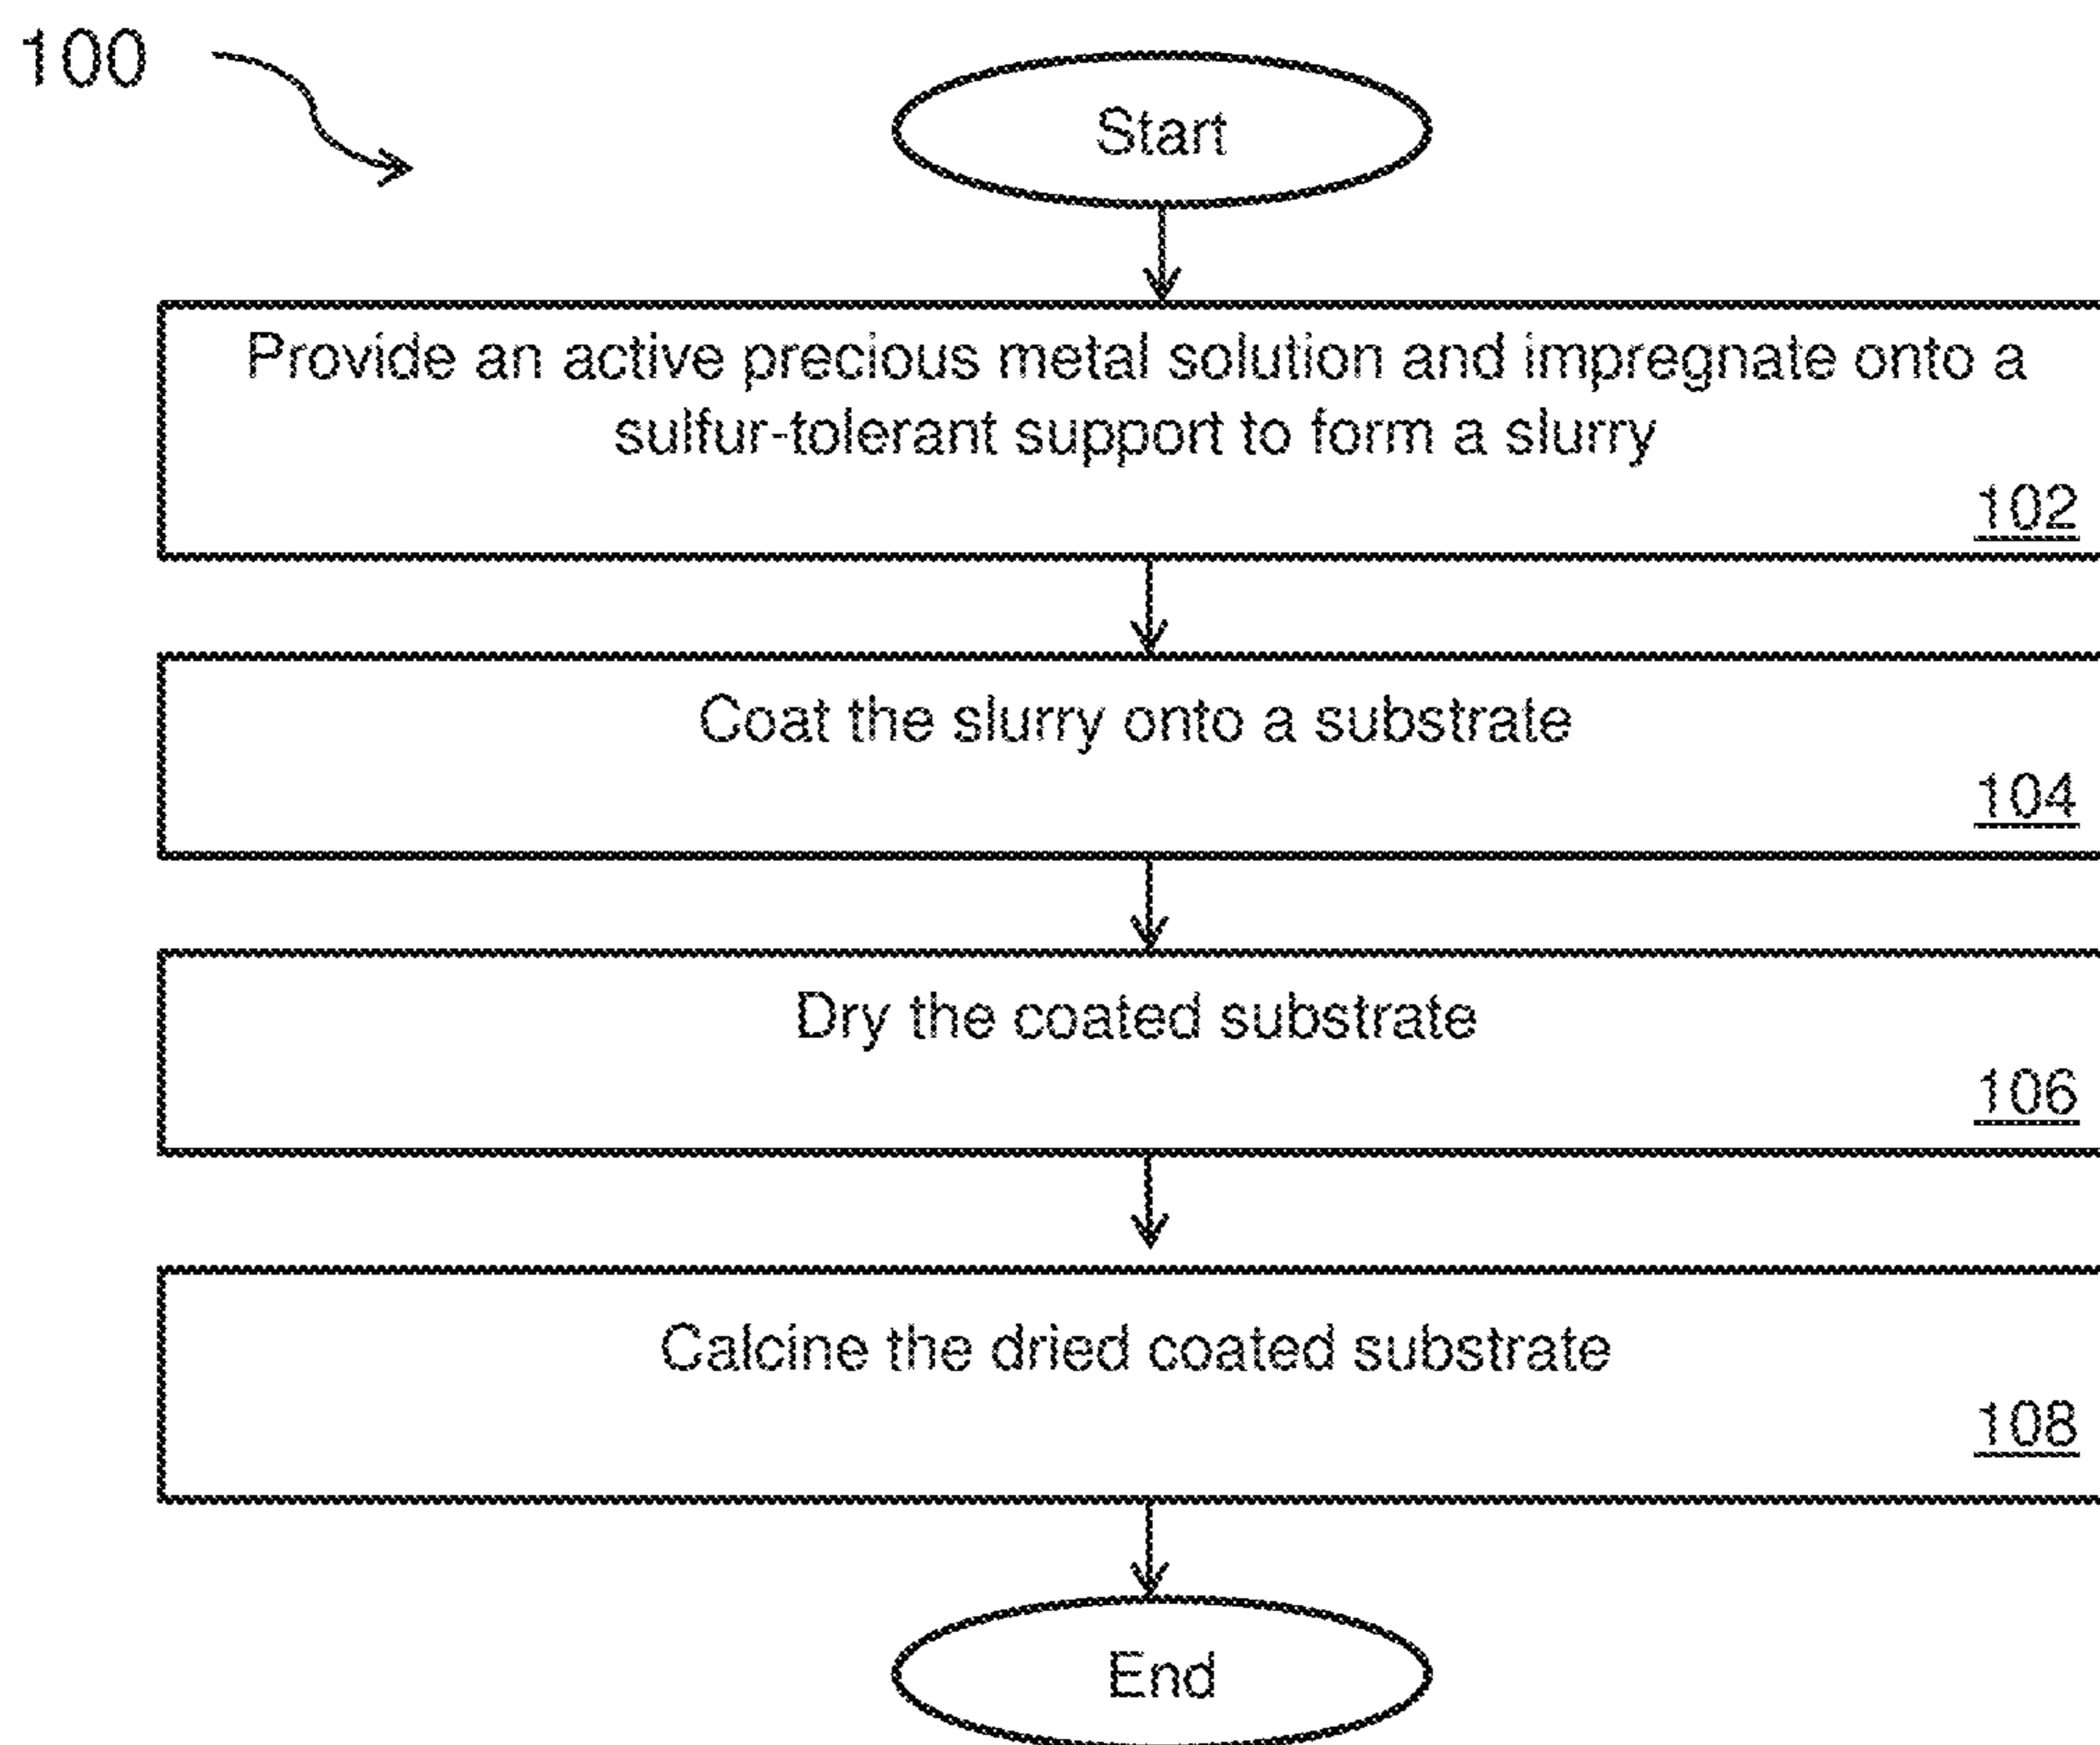 100
Start
Provide an active precious metal solution and impregnate onto a
sulfur-tolerant support to form a slurry
102
Coat the slurry onto a substrate
104
Dry the coated substrate
106
Calcine the dried coated substrate
108
End